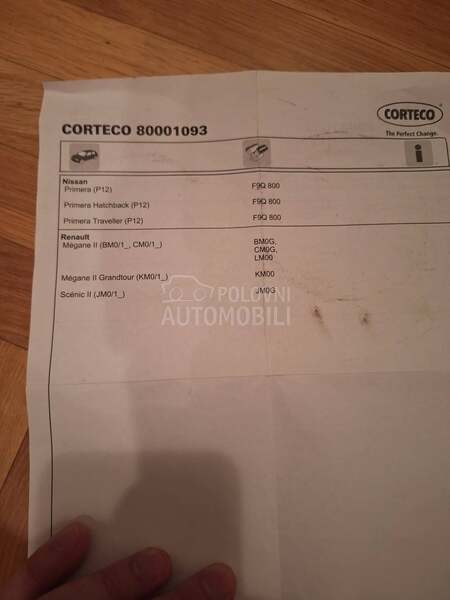 CORTECO
The Perfect Change.
CORTECO 80001093
Nissan
Primera (P12) F9Q 800
Primera Hatchback (P12) F9Q 800
Primera Traveller (P12) F9Q 800
Renault
Mégane II (BM0/1_, CM0/1_) BM0G,
CM0G,
LM00
Mégane II Grandtour (KM0/1_) KM00
Scénic II (JM0/1_) JM0G
POLOVNI
AUTOMOBILI